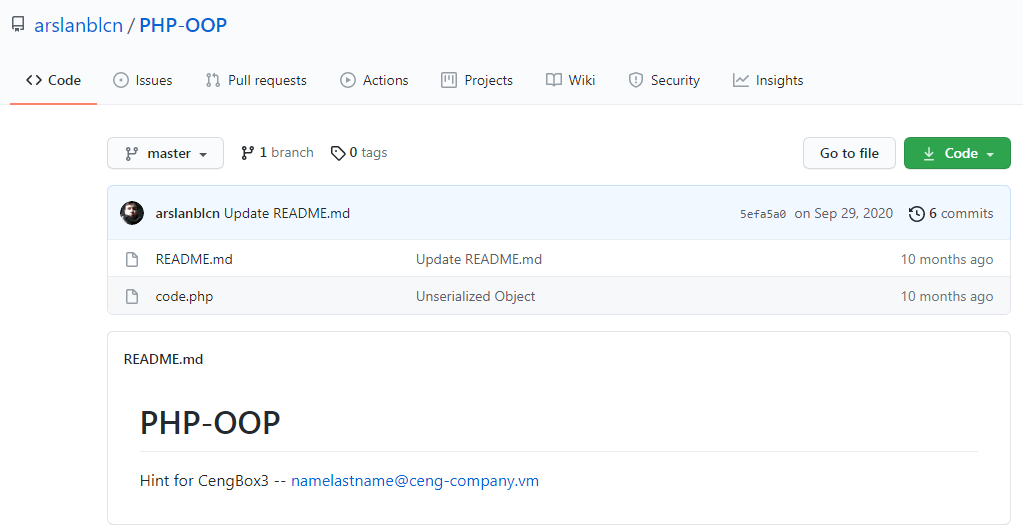 arslanblcn / PHP-OOP
Code Issues Pull requests Actions Projects Wiki Security Insights
master 1 branch 0 tags Go to file Code
arslanblcn Update README.md 5efa5a0 on Sep 29, 2020 6 commits
README.md Update README.md 10 months ago
code.php Unserialized Object 10 months ago
README.md
PHP-OOP
Hint for CengBox3 -- namelastname@ceng-company.vm